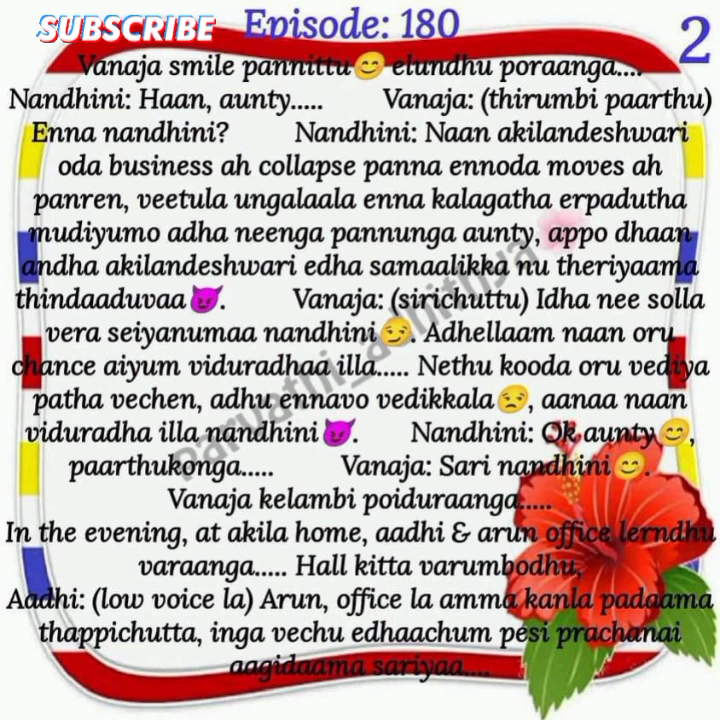 SUBSCRIBE Episode: 180 2
Vanaja smile pannittu😊 elundhu poraanga....
Nandhini: Haan, aunty..... Vanaja: (thirumbi paarthu)
Enna nandhini? Nandhini: Naan akilandeshwari
oda business ah collapse panna ennoda moves ah
panren, veetula ungalaala enna kalagatha erpadutha
mudiyumo adha neenga pannunga aunty, appo dhaan
andha akilandeshwari edha samaalikka nu theriyaama
thindaaduvaa😈. Vanaja: (sirichuttu) Idha nee solla
vera seiyanumaa nandhini😏. Adhellaam naan oru
chance aiyum viduradhaa illa..... Nethu kooda oru vediya
patha vechen, adhu ennavo vedikkala😒, aanaa naan
viduradha illa nandhini😈. Nandhini: Ok aunty😊,
paarthukonga..... Vanaja: Sari nandhini😊.
Vanaja kelambi poiduraanga.....
In the evening, at akila home, aadhi & arun office lerndhu
varaanga..... Hall kitta varumbodhu,
Aadhi: (low voice la) Arun, office la amma kanla padaama
thappichutta, inga vechu edhaachum pesi prachanai
aagidaama sariyaa....
Parvathi_adhithya